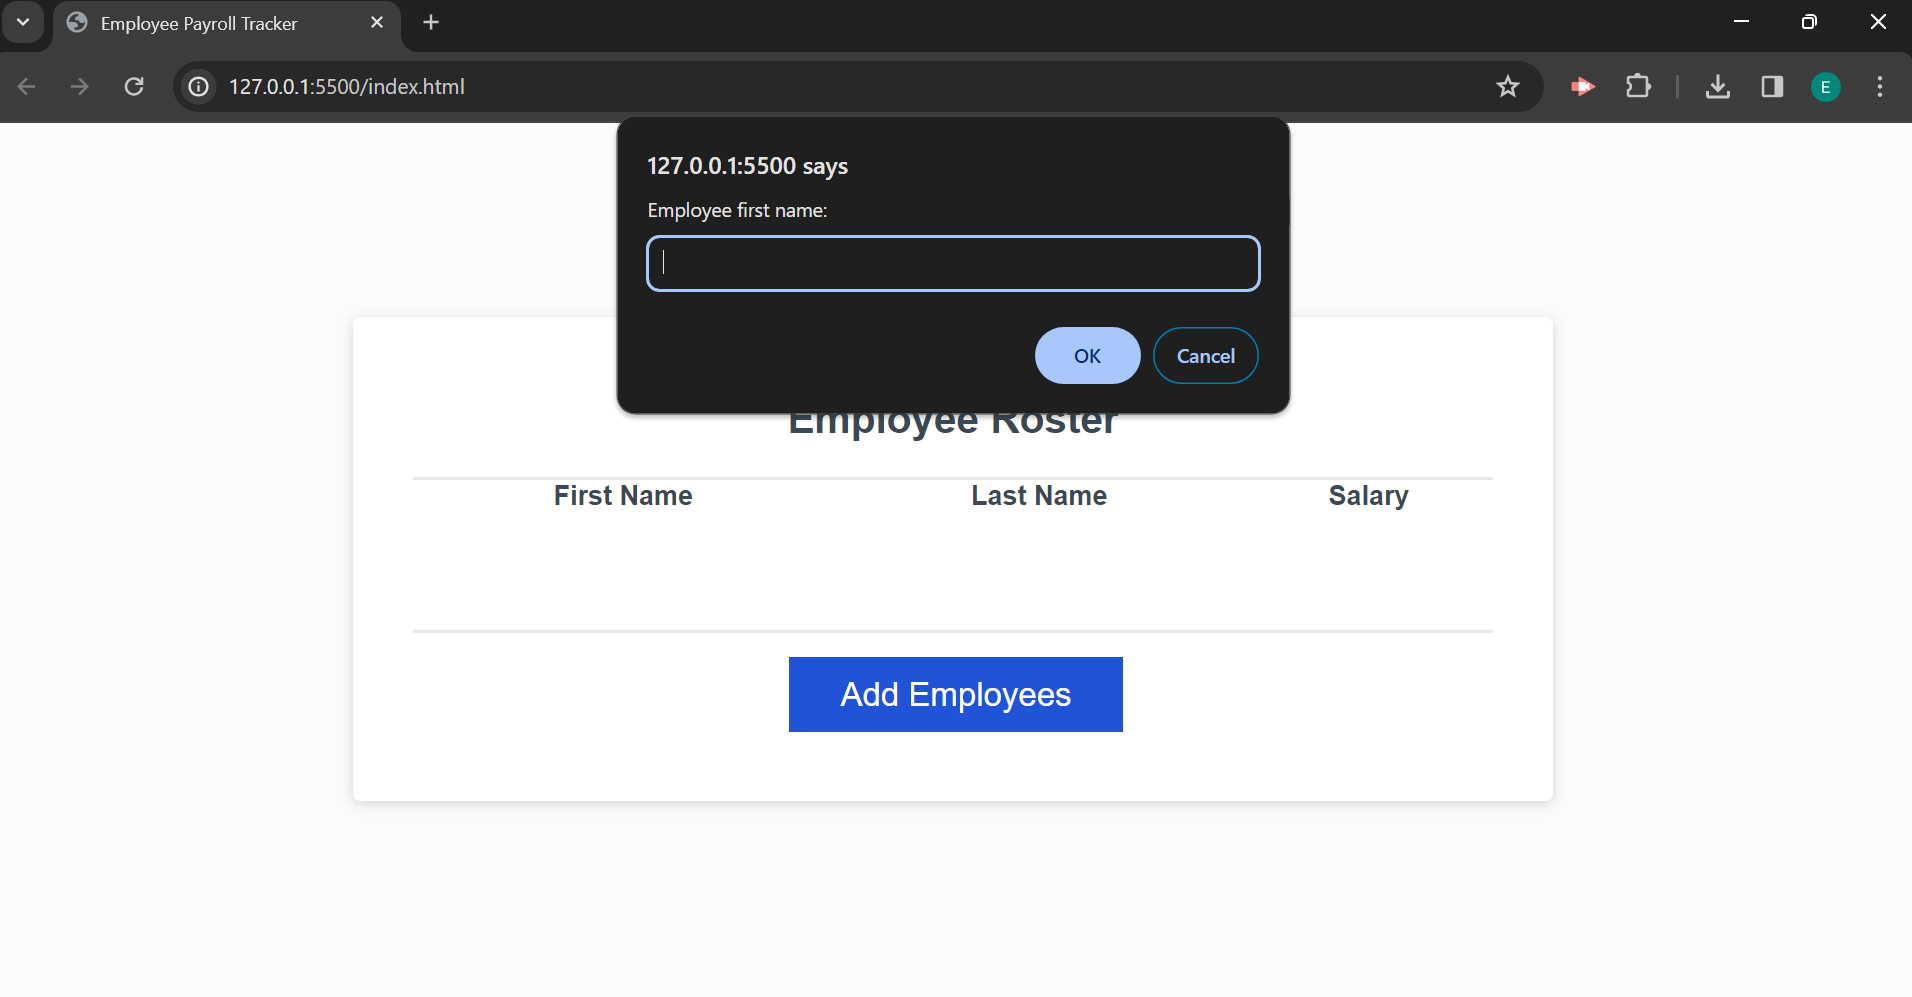 Employee Payroll Tracker
127.0.0.1:5500/index.html
E
127.0.0.1:5500 says
Employee first name:
OK Cancel
Employee Roster
First Name Last Name Salary
Add Employees